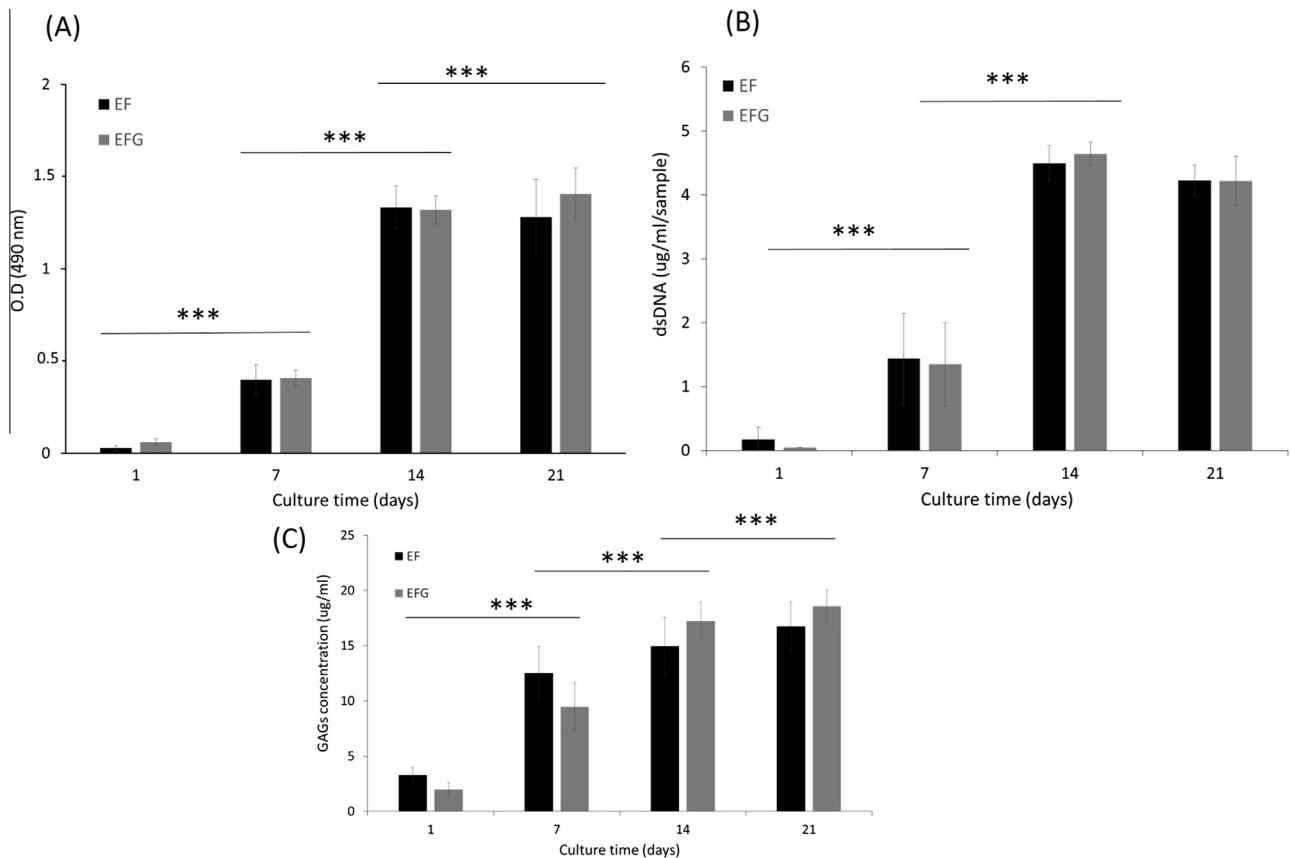 (A)
***
2
EF
EFG
***
1.5
O.D (490 nm)
1
***
0.5
0
1 7 14 21
Culture time (days)
(B)
6
***
EF
EFG
5
4
dsDNA (ug/ml/sample)
***
3
2
1
0
1 7 14 21
Culture time (days)
(C)
***
25
EF
***
EFG
20
***
GAGs concentration (ug/ml)
15
10
5
0
1 7 14 21
Culture time (days)